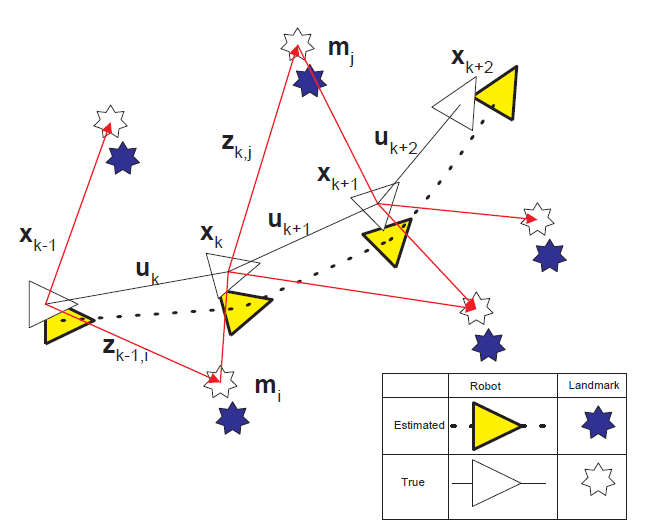 m_j
x_{k+2}
z_{k,j}
u_{k+2}
x_{k+1}
x_{k-1}
x_k
u_{k+1}
u_k
z_{k-1,i}
m_i
Robot Landmark
Estimated
True